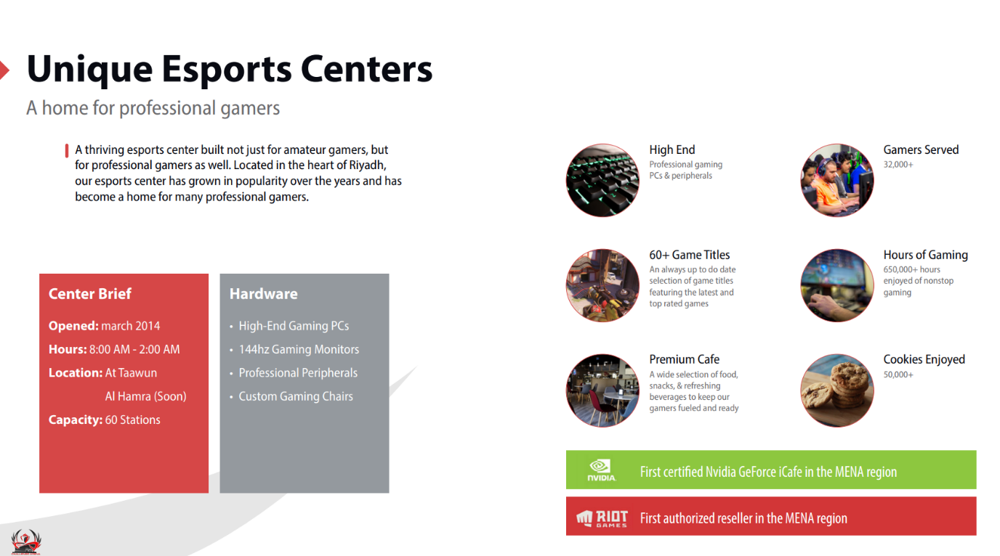 Unique Esports Centers
A home for professional gamers
A thriving esports center built not just for amateur gamers, but
for professional gamers as well. Located in the heart of Riyadh,
our esports center has grown in popularity over the years and has
become a home for many professional gamers.
Center Brief
Opened: march 2014
Hours: 8:00 AM - 2:00 AM
Location: At Taawun
Al Hamra (Soon)
Capacity: 60 Stations
Hardware
• High-End Gaming PCs
• 144hz Gaming Monitors
• Professional Peripherals
• Custom Gaming Chairs
High End
Professional gaming
PCs & peripherals
Gamers Served
32,000+
60+ Game Titles
An always up to do date
selection of game titles
featuring the latest and
top rated games
Hours of Gaming
650,000+ hours
enjoyed of nonstop
gaming
Premium Cafe
A wide selection of food,
snacks, & refreshing
beverages to keep our
gamers fueled and ready
Cookies Enjoyed
50,000+
NVIDIA
First certified Nvidia GeForce iCafe in the MENA region
RIOT
GAMES
First authorized reseller in the MENA region